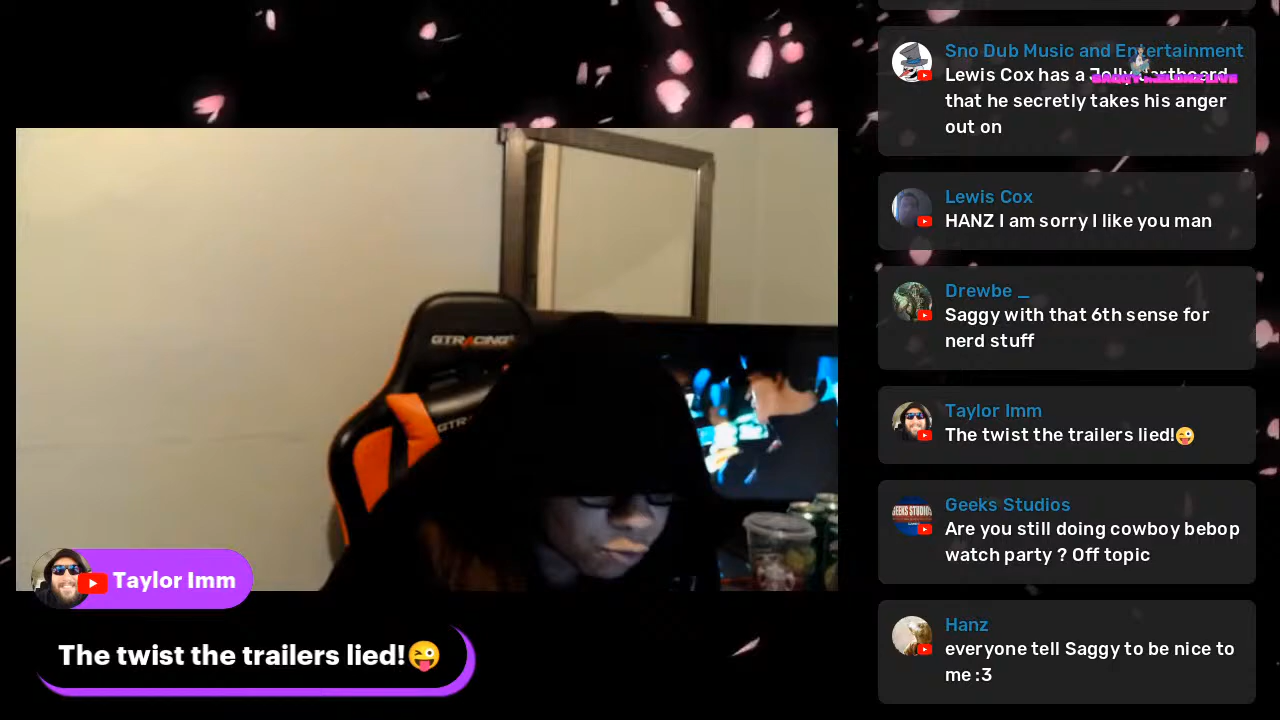 Sno Dub Music and Entertainment
Lewis Cox has a Jelly
that he secretly takes his anger
out on
Lewis Cox
HANZ I am sorry I like you man
Drewbe _
Saggy with that 6th sense for
nerd stuff
Taylor Imm
The twist the trailers lied!😜
Geeks Studios
Are you still doing cowboy bebop
watch party ? Off topic
Hanz
everyone tell Saggy to be nice to
me :3
GTRACING
GTR
Taylor Imm
The twist the trailers lied!😜